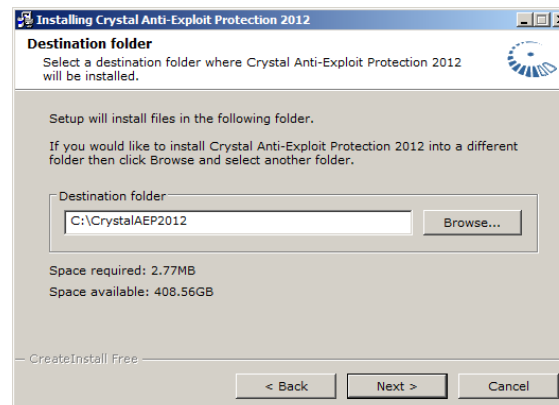 Installing Crystal Anti-Exploit Protection 2012
Destination folder
Select a destination folder where Crystal Anti-Exploit Protection 2012
will be installed.
Setup will install files in the following folder.
If you would like to install Crystal Anti-Exploit Protection 2012 into a different
folder then click Browse and select another folder.
Destination folder
C:\CrystalAEP2012
Browse...
Space required: 2.77MB
Space available: 408.56GB
CreateInstall Free
< Back
Next >
Cancel